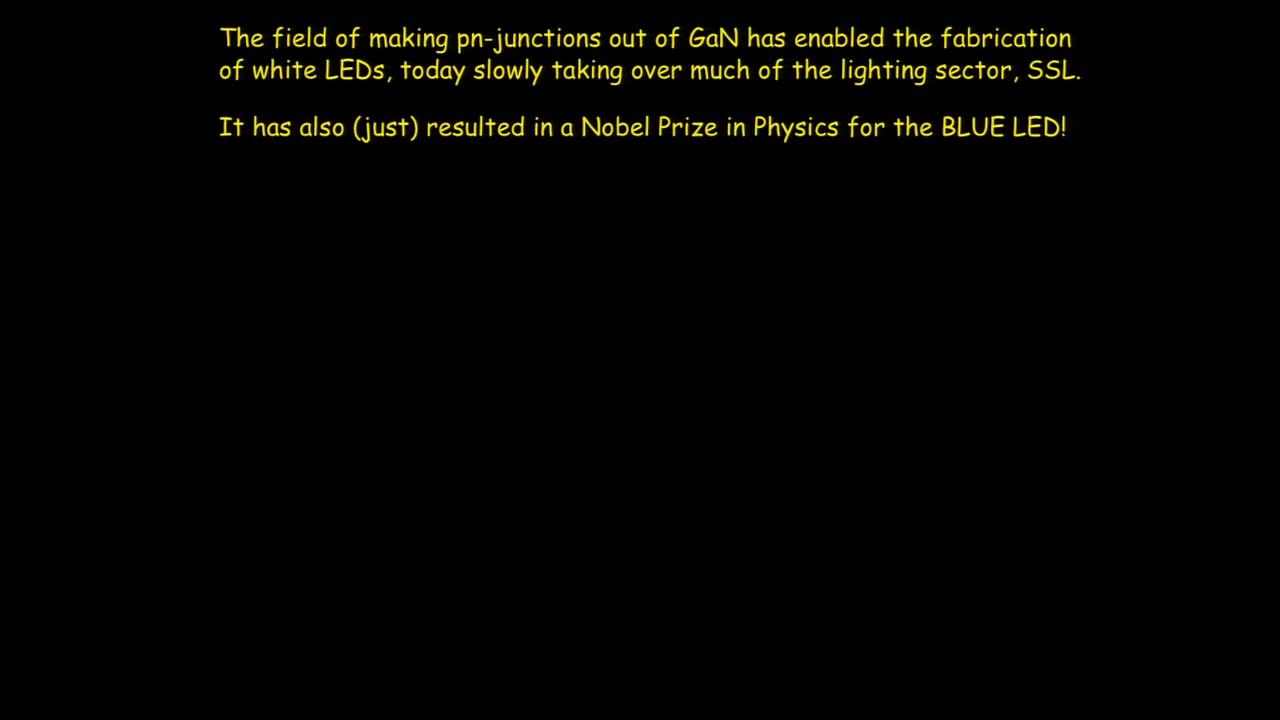 The field of making pn-junctions out of GaN has enabled the fabrication
of white LEDs, today slowly taking over much of the lighting sector, SSL.
It has also (just) resulted in a Nobel Prize in Physics for the BLUE LED!